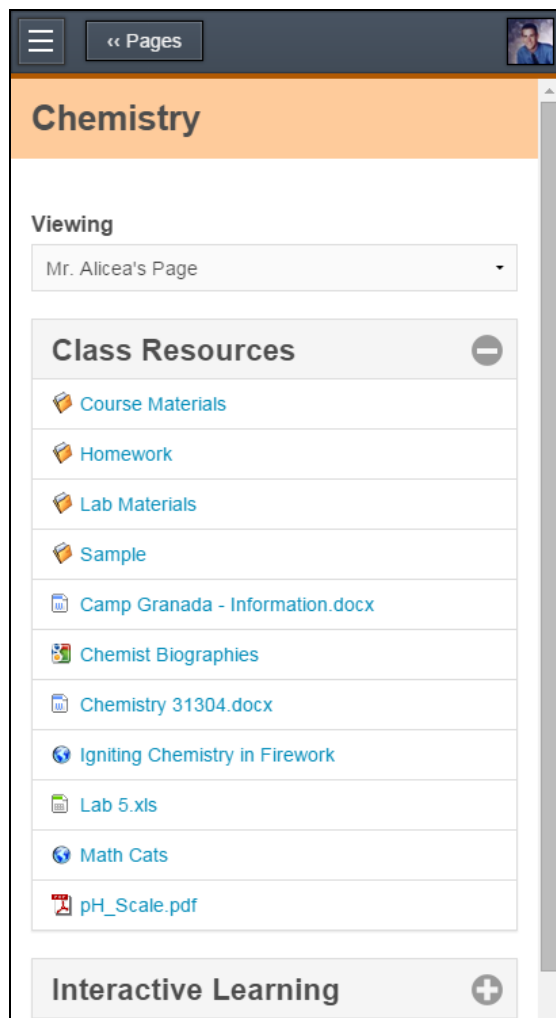 ‹‹ Pages
Chemistry
Viewing
Mr. Alicea's Page
Class Resources
Course Materials
Homework
Lab Materials
Sample
Camp Granada - Information.docx
Chemist Biographies
Chemistry 31304.docx
Igniting Chemistry in Firework
Lab 5.xls
Math Cats
pH_Scale.pdf
Interactive Learning